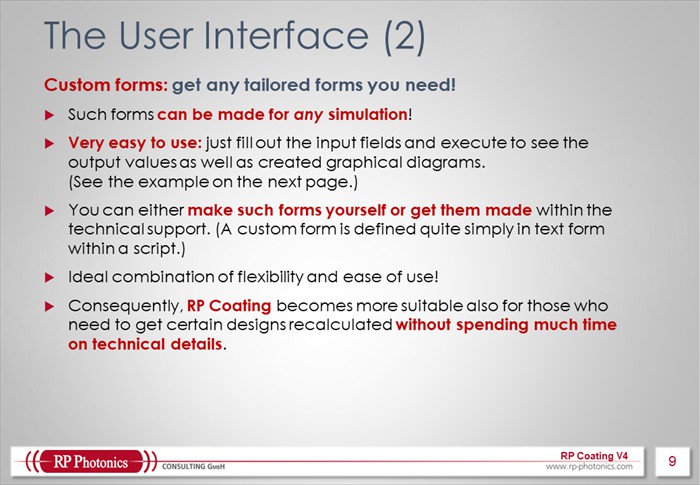 The User Interface (2)
Custom forms: get any tailored forms you need!
Such forms can be made for any simulation!
Very easy to use: just fill out the input fields and execute to see the
output values as well as created graphical diagrams.
(See the example on the next page.)
You can either make such forms yourself or get them made within the
technical support. (A custom form is defined quite simply in text form
within a script.)
Ideal combination of flexibility and ease of use!
Consequently, RP Coating becomes more suitable also for those who
need to get certain designs recalculated without spending much time
on technical details.
RP Photonics
CONSULTING GmbH
RP Coating V4
www.rp-photonics.com
9